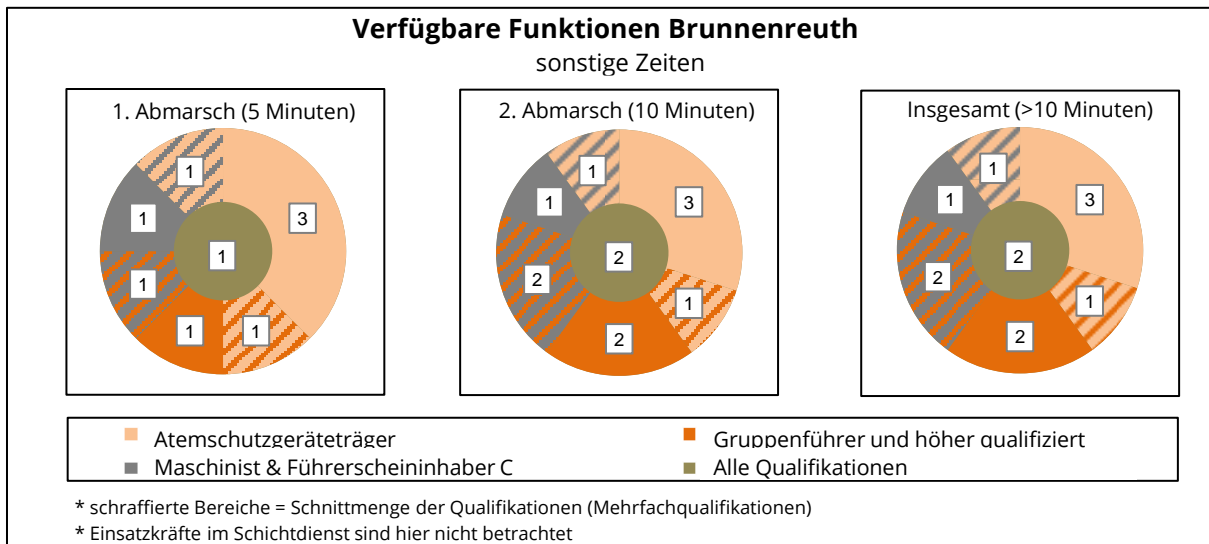 Verfügbare Funktionen Brunnenreuth
sonstige Zeiten
1. Abmarsch (5 Minuten)
1
3
1
1
1
1
1
2. Abmarsch (10 Minuten)
1
1
3
2
2
1
2
Insgesamt (>10 Minuten)
1
1
3
2
2
1
2
Atemschutzgeräteträger
Gruppenführer und höher qualifiziert
Maschinist & Führerscheininhaber C
Alle Qualifikationen
* schraffierte Bereiche = Schnittmenge der Qualifikationen (Mehrfachqualifikationen)
* Einsatzkräfte im Schichtdienst sind hier nicht betrachtet